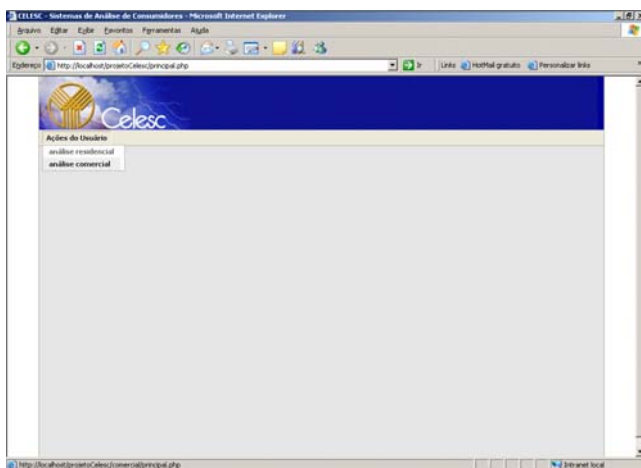 CELESC - Sistemas de Análise de Consumidores - Microsoft Internet Explorer
Arquivo Editar Exibir Favoritos Ferramentas Ajuda
Endereço http://localhost/projetoCelesc/principal.php Ir Links HotMail gratuito Personalizar links
Celesc
Ações do Usuário
análise residencial
análise comercial
http://localhost/projetoCelesc/comercial/principal.php Intranet local